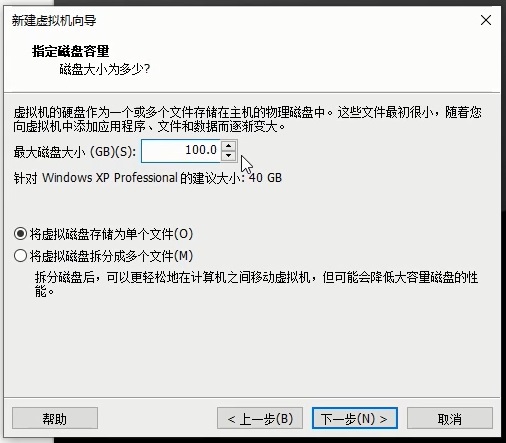 新建虚拟机向导
指定磁盘容量
磁盘大小为多少?
虚拟机的硬盘作为一个或多个文件存储在主机的物理磁盘中。这些文件最初很小，随着您
向虚拟机中添加应用程序、文件和数据而逐渐变大。
最大磁盘大小 (GB)(S): 100.0
针对 Windows XP Professional 的建议大小: 40 GB
将虚拟磁盘存储为单个文件(O)
将虚拟磁盘拆分成多个文件(M)
拆分磁盘后，可以更轻松地在计算机之间移动虚拟机，但可能会降低大容量磁盘的性
能。
帮助 < 上一步(B) 下一步(N) > 取消